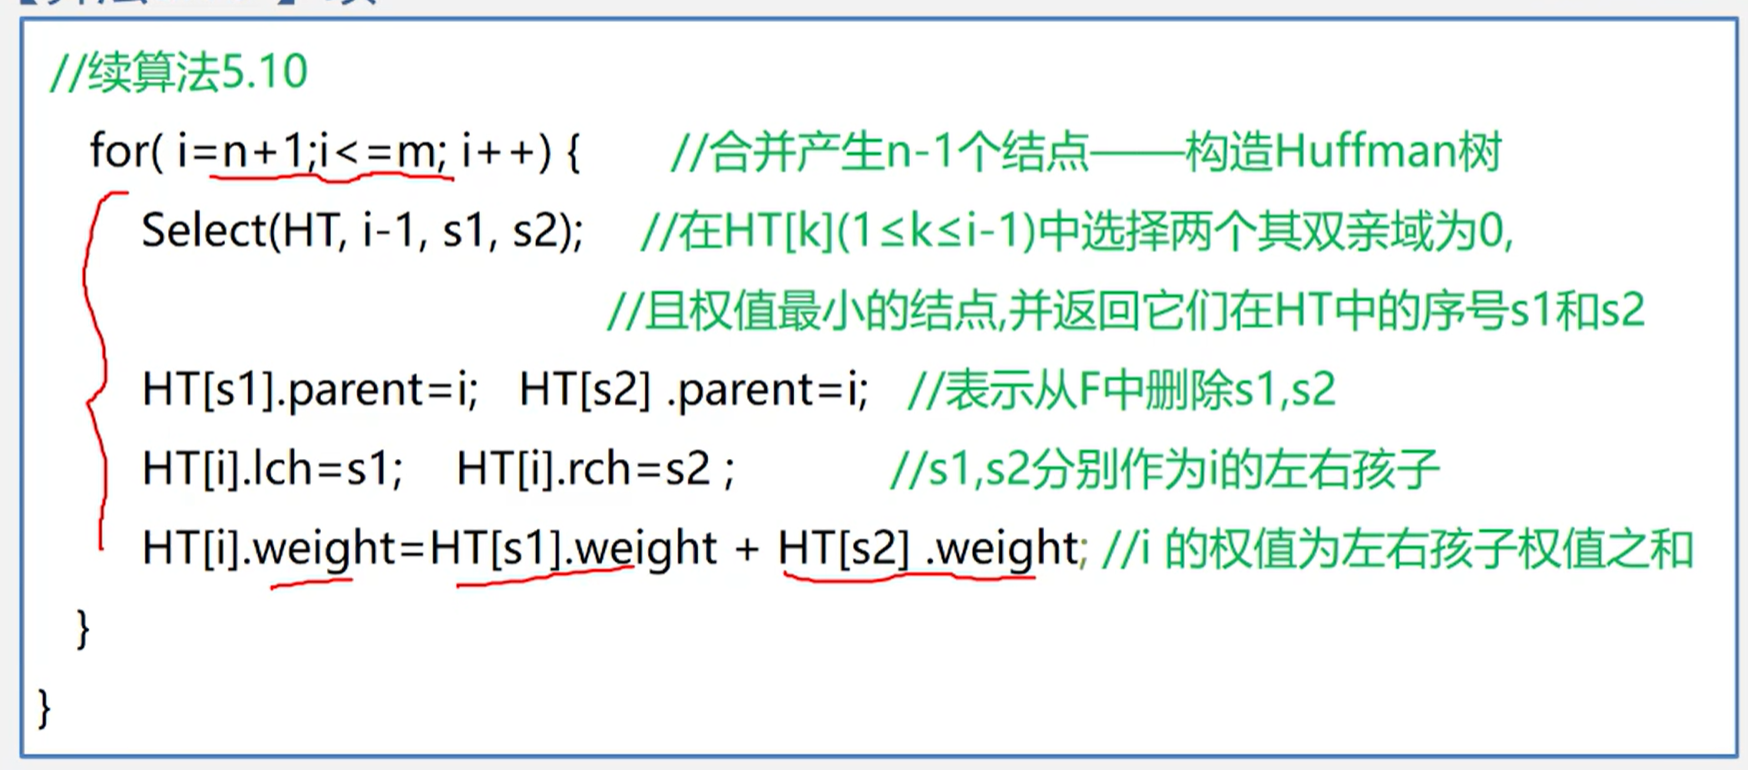 //续算法5.10
for( i=n+1;i<=m; i++) { //合并产生n-1个结点——构造Huffman树
Select(HT, i-1, s1, s2); //在HT[k](1≤k≤i-1)中选择两个其双亲域为0,
//且权值最小的结点,并返回它们在HT中的序号s1和s2
HT[s1].parent=i; HT[s2] .parent=i; //表示从F中删除s1,s2
HT[i].lch=s1; HT[i].rch=s2 ; //s1,s2分别作为i的左右孩子
HT[i].weight=HT[s1].weight + HT[s2] .weight; //i 的权值为左右孩子权值之和
}
}